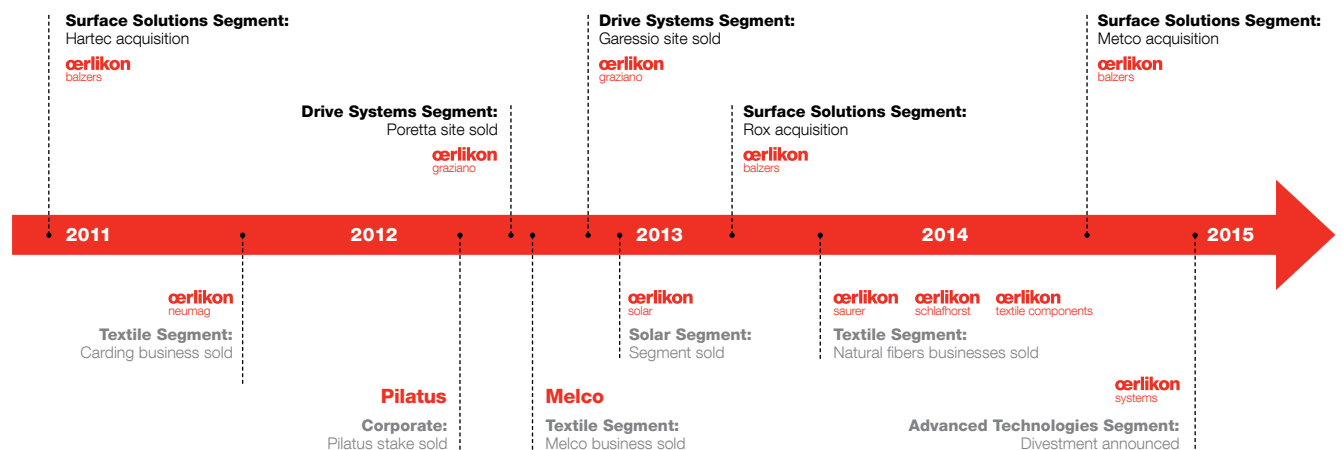 Surface Solutions Segment:
Hartec acquisition
œrlikon
balzers
Drive Systems Segment:
Garessio site sold
œrlikon
graziano
Surface Solutions Segment:
Metco acquisition
œrlikon
balzers
Drive Systems Segment:
Poretta site sold
œrlikon
graziano
Surface Solutions Segment:
Rox acquisition
œrlikon
balzers
2011 2012 2013 2014 2015
œrlikon
neumag
Textile Segment:
Carding business sold
œrlikon
solar
Solar Segment:
Segment sold
œrlikon œrlikon œrlikon
saurer schlafhorst textile components
Textile Segment:
Natural fibers businesses sold
Pilatus
Corporate:
Pilatus stake sold
Melco
Textile Segment:
Melco business sold
œrlikon
systems
Advanced Technologies Segment:
Divestment announced